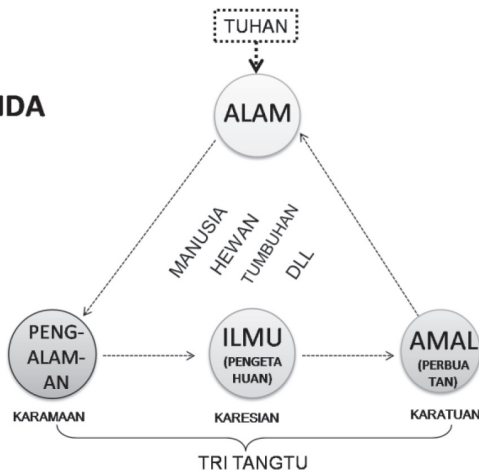 TUHAN
NDA
ALAM
MANUSIA
HEWAN
TUMBUHAN
DLL
PENG-
ALAM-
AN
ILMU
(PENGETA
HUAN)
AMAL
(PERBUA
TAN)
KARAMAAN
KARESIAN
KARATUAN
TRI TANGTU